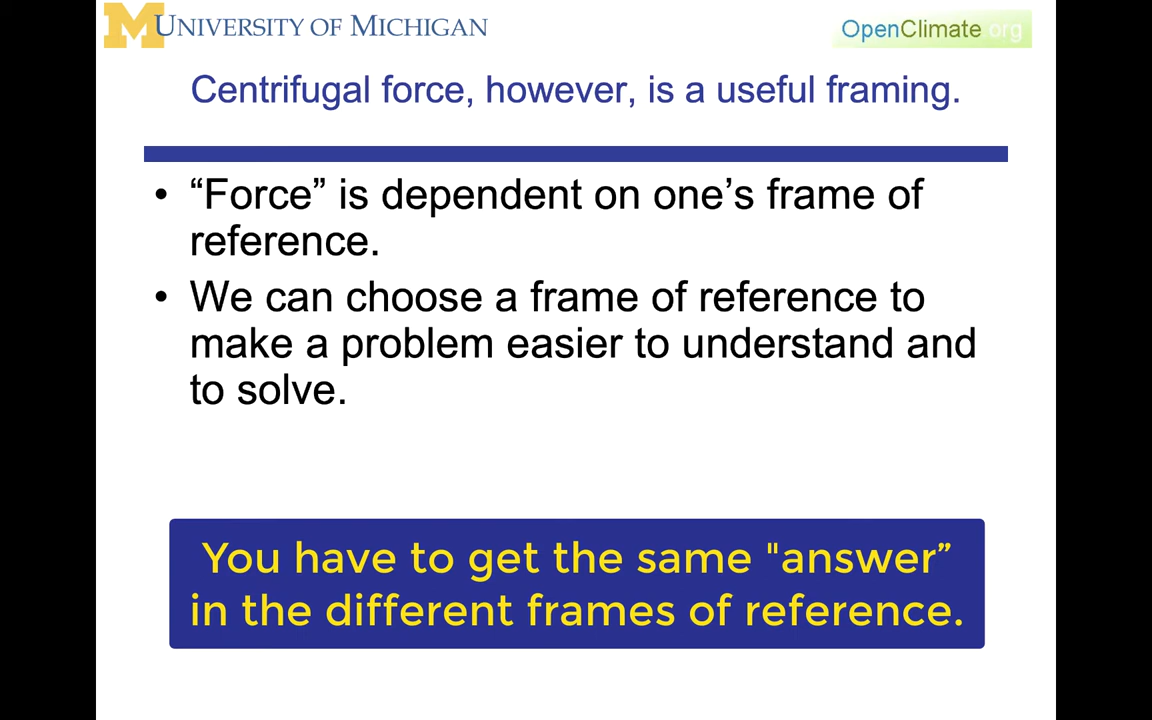 M UNIVERSITY OF MICHIGAN
OpenClimate org
Centrifugal force, however, is a useful framing.
• “Force” is dependent on one’s frame of
reference.
• We can choose a frame of reference to
make a problem easier to understand and
to solve.
You have to get the same "answer”
in the different frames of reference.